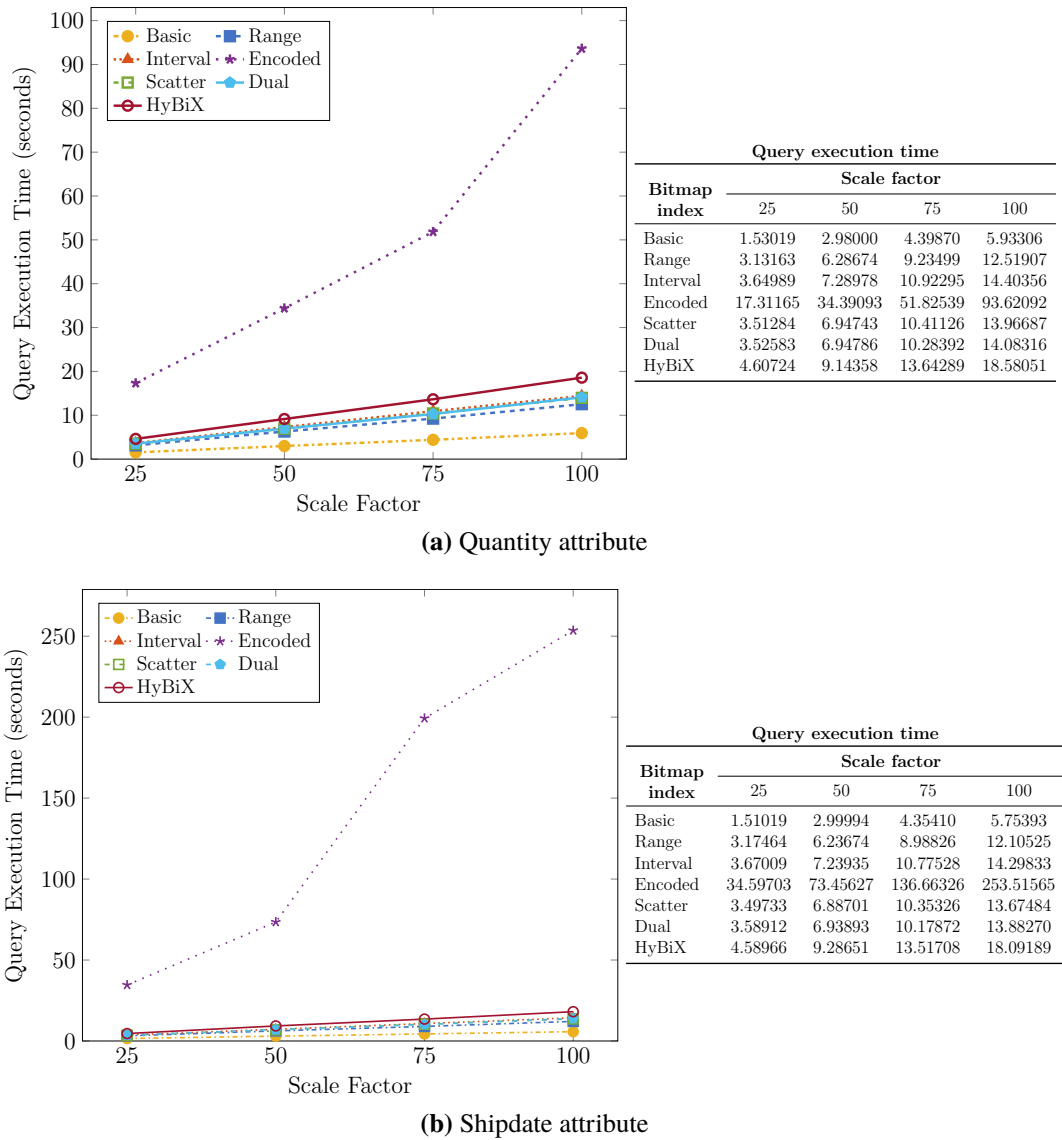 100
90
80
70
60
50
40
30
20
10
0
Query Execution Time (seconds)
Basic Range
Interval Encoded
Scatter Dual
HyBiX
25 50 75 100
Scale Factor
Query execution time
Bitmap index Scale factor
25 50 75 100
Basic 1.53019 2.98000 4.39870 5.93306
Range 3.13163 6.28674 9.23499 12.51907
Interval 3.64989 7.28978 10.92295 14.40356
Encoded 17.31165 34.39093 51.82539 93.62092
Scatter 3.51284 6.94743 10.41126 13.96687
Dual 3.52583 6.94786 10.28392 14.08316
HyBiX 4.60724 9.14358 13.64289 18.58051
(a) Quantity attribute
250
200
150
100
50
0
Query Execution Time (seconds)
Basic Range
Interval Encoded
Scatter Dual
HyBiX
25 50 75 100
Scale Factor
Query execution time
Bitmap index Scale factor
25 50 75 100
Basic 1.51019 2.99994 4.35410 5.75393
Range 3.17464 6.23674 8.98826 12.10525
Interval 3.67009 7.23935 10.77528 14.29833
Encoded 34.59703 73.45627 136.66326 253.51565
Scatter 3.49733 6.88701 10.35326 13.67484
Dual 3.58912 6.93893 10.17872 13.88270
HyBiX 4.58966 9.28651 13.51708 18.09189
(b) Shipdate attribute